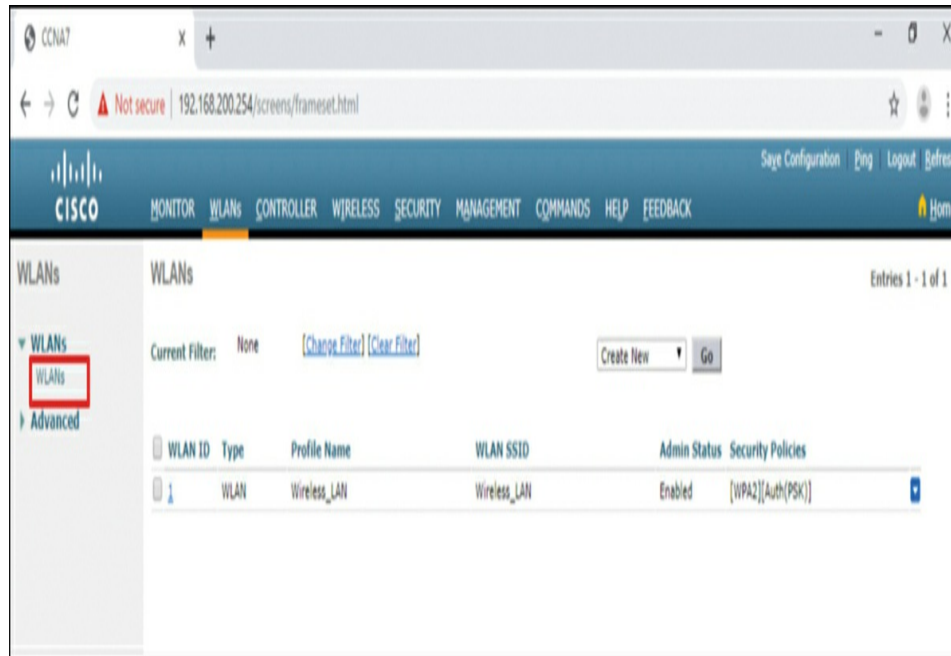 CCNA7
Not secure 192.168.200.254/screens/frameset.html
Save Configuration Ping Logout Refres
CISCO
MONITOR WLANs CONTROLLER WIRELESS SECURITY MANAGEMENT COMMANDS HELP FEEDBACK Hom
WLANs
WLANs
Entries 1 - 1 of 1
WLANs
WLANs
Advanced
Current Filter: None [Change Filter] [Clear Filter] Create New Go
WLAN ID Type Profile Name WLAN SSID Admin Status Security Policies
1 WLAN Wireless_LAN Wireless_LAN Enabled [WPA2][Auth(PSK)]